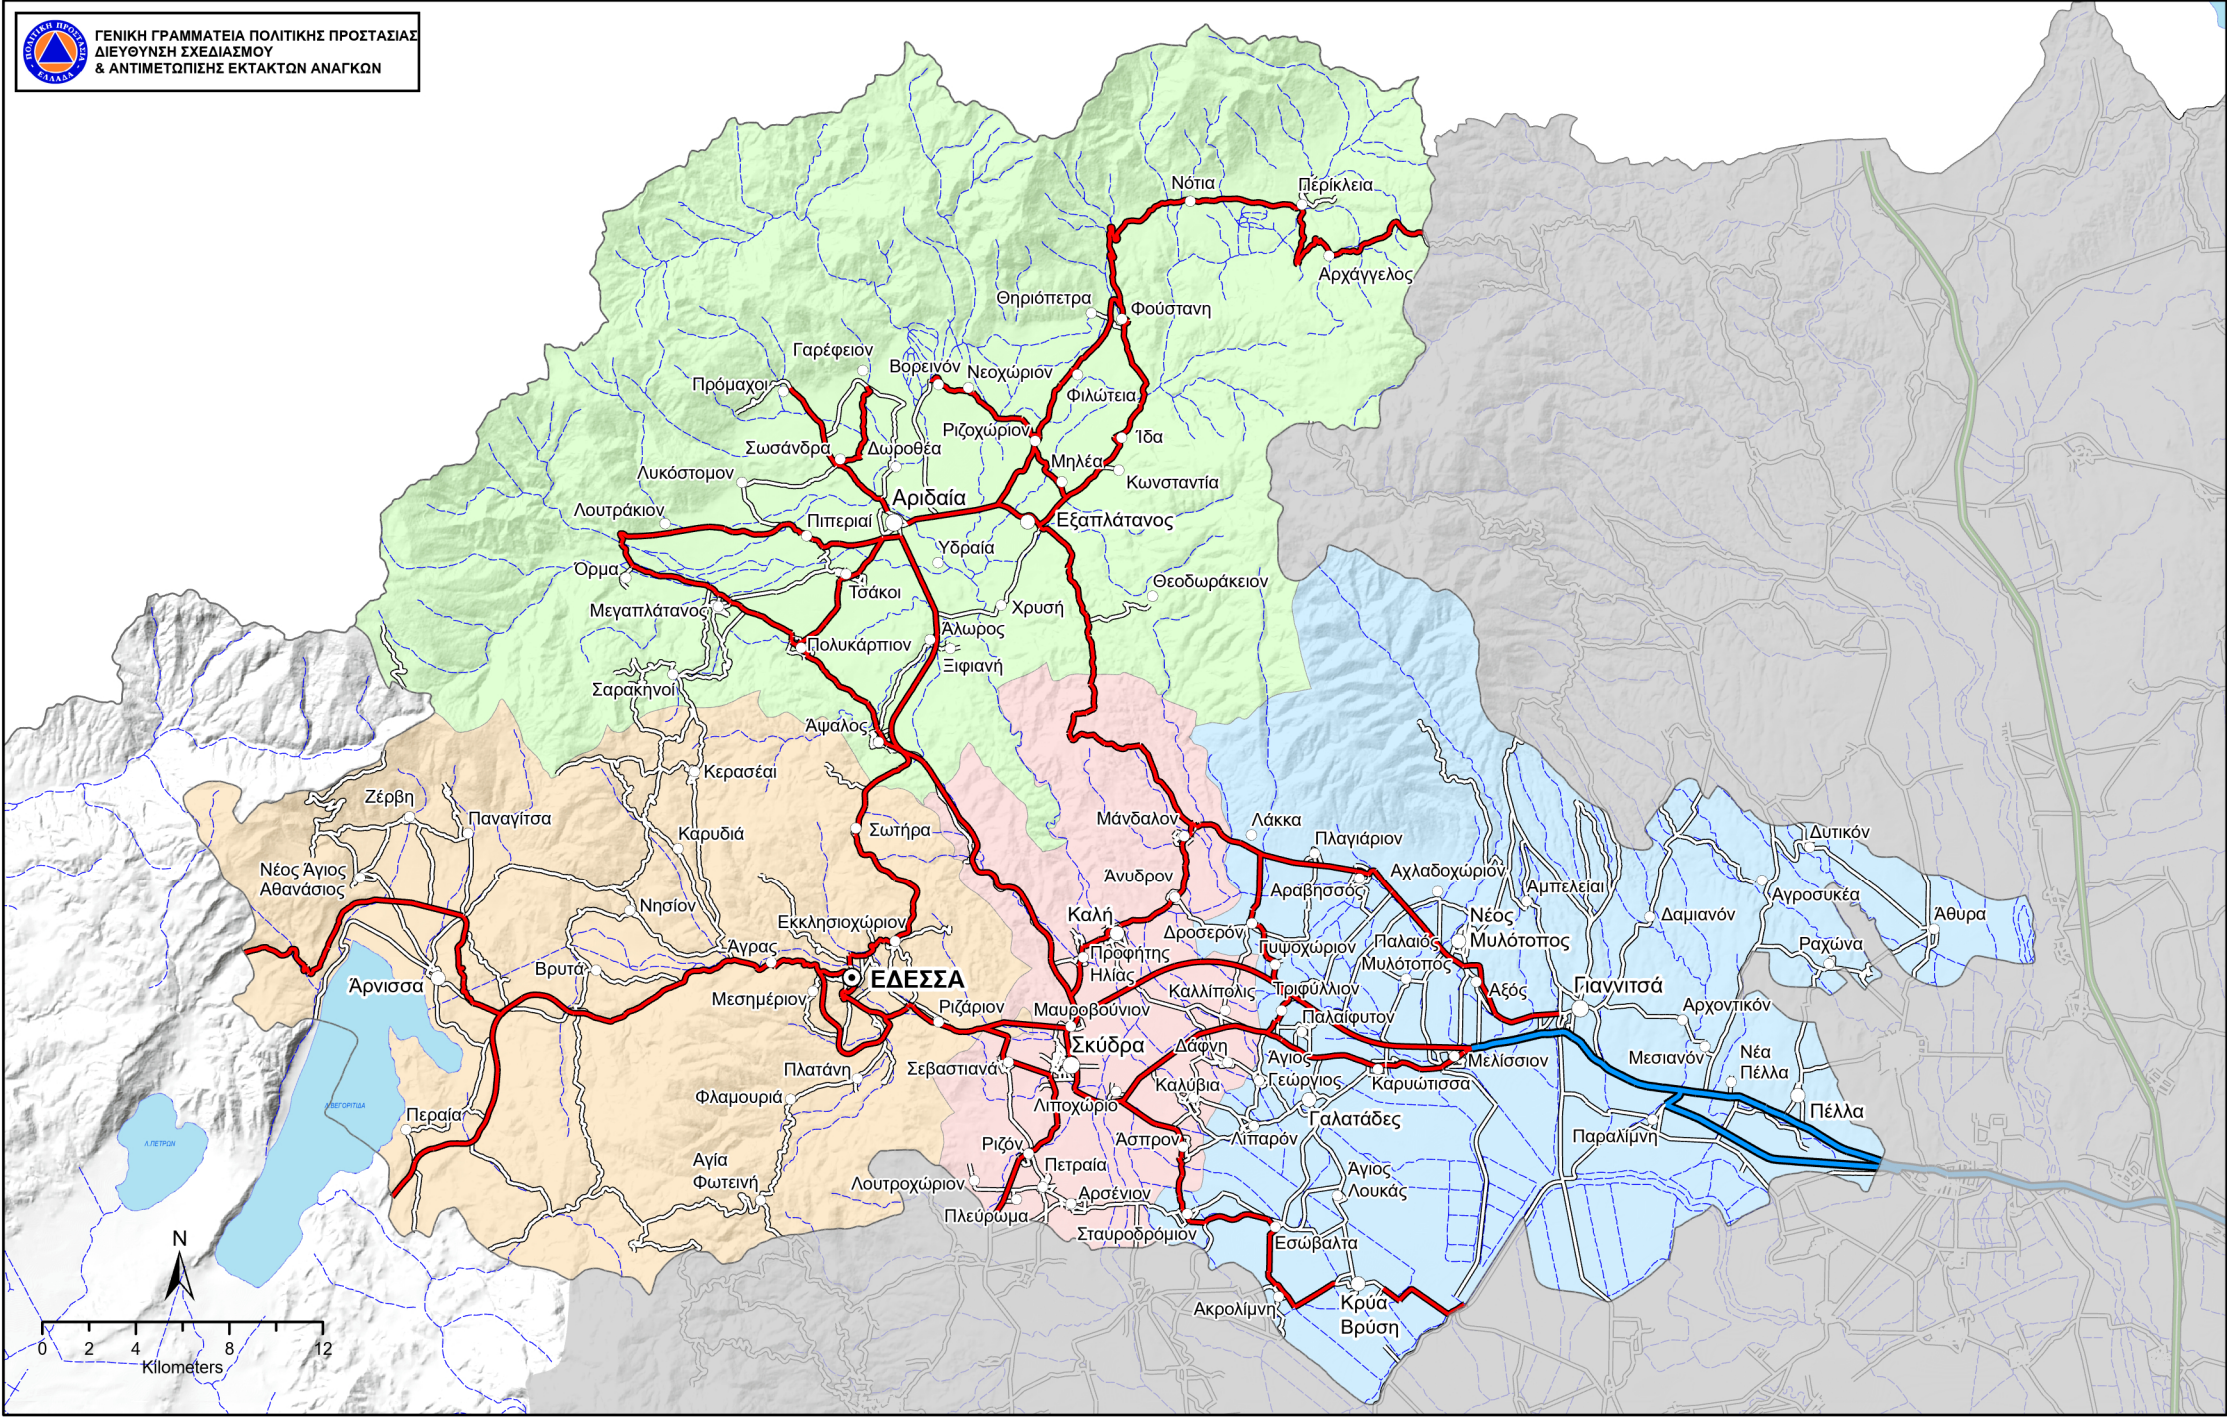 ΓΕΝΙΚΗ ΓΡΑΜΜΑΤΕΙΑ ΠΟΛΙΤΙΚΗΣ ΠΡΟΣΤΑΣΙΑΣ
ΔΙΕΥΘΥΝΣΗ ΣΧΕΔΙΑΣΜΟΥ
& ΑΝΤΙΜΕΤΩΠΙΣΗΣ ΕΚΤΑΚΤΩΝ ΑΝΑΓΚΩΝ
ΠΟΛΙΤΙΚΗ ΠΡΟΣΤΑΣΙΑ
ΕΛΛΑΔΑ
Νότια
Περίκλεια
Αρχάγγελος
Θηριόπετρα
Φούστανη
Γαρέφειον
Βορεινόν
Νεοχώριον
Πρόμαχοι
Φιλώτεια
Ριζοχώριον
Ίδα
Σωσάνδρα
Δωροθέα
Μηλέα
Λυκόστομον
Κωνσταντία
Αριδαία
Λουτράκιον
Πιπεριαί
Εξαπλάτανος
Υδραία
Όρμα
Τσάκοι
Θεοδωράκειον
Μεγαπλάτανος
Χρυσή
Άλωρος
Πολυκάρπιον
Ξιφιανή
Σαρακηνοί
Άψαλος
Κερασέαι
Ζέρβη
Παναγίτσα
Καρυδιά
Σωτήρα
Μάνδαλον
Λάκκα
Πλαγιάριον
Δυτικόν
Νέος Άγιος
Αθανάσιος
Άνυδρον
Αραβησσός
Αχλαδοχώριον
Αμπελείαι
Αγροσυκέα
Νησίον
Εκκλησιοχώριον
Καλή
Δροσερόν
Νέος
Μυλότοπος
Δαμιανόν
Άθυρα
Άγρας
Προφήτης
Ηλίας
Γυψοχώριον
Παλαιός
Μυλότοπος
Ραχώνα
Βρυτά
ΕΔΕΣΣΑ
Άρνισσα
Μεσημέριον
Ριζάριον
Μαυροβούνιον
Καλλίπολις
Τριφύλλιον
Αξός
Γιαννιτσά
Αρχοντικόν
Παλαίφυτον
Σκύδρα
Δάφνη
Άγιος
Γεώργιος
Μελίσσιον
Μεσιανόν
Νέα
Πέλλα
Πλατάνη
Σεβαστιανά
Καλύβια
Καρυώτισσα
Φλαμουριά
Λιποχώριο
Γαλατάδες
Πέλλα
Περαία
Λ.ΒΕΓΟΡΙΤΙΔΑ
Λ.ΠΕΤΡΩΝ
Άσπρον
Λιπαρόν
Παραλίμνη
Ριζόν
Πετραία
Αγία
Φωτεινή
Λουτροχώριον
Αρσένιον
Άγιος
Λουκάς
Πλεύρωμα
Σταυροδρόμιον
Εσώβαλτα
Ακρολίμνη
Κρύα
Βρύση
N
0 2 4 8 12
Kilometers